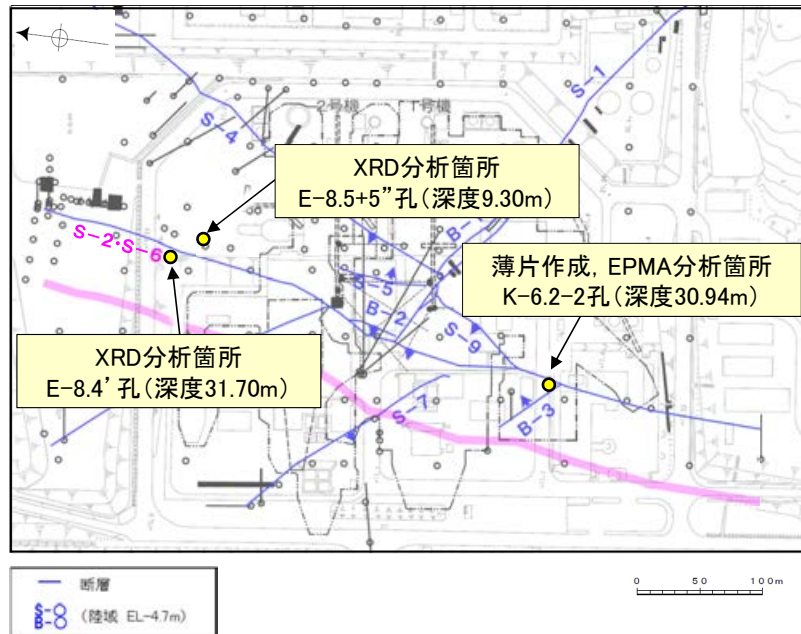 2号機
1号機
S-1
S-4
XRD分析箇所
E-8.5+5”孔(深度9.30m)
B-1
薄片作成, EPMA分析箇所
K-6.2-2孔(深度30.94m)
S-2・S-6
S-5
B-2
S-9
XRD分析箇所
E-8.4’孔(深度31.70m)
S-7
B-3
断層
S-○
B-○
(陸域 EL-4.7m)
0 50 100m